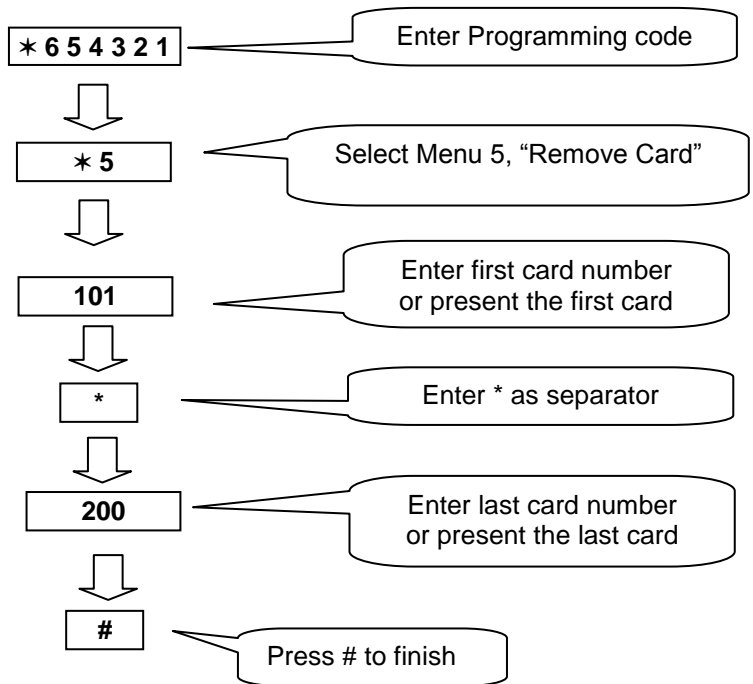 ✶ 6 5 4 3 2 1
Enter Programming code
✶ 5
Select Menu 5, “Remove Card”
101
Enter first card number
or present the first card
*
Enter * as separator
200
Enter last card number
or present the last card
#
Press # to finish